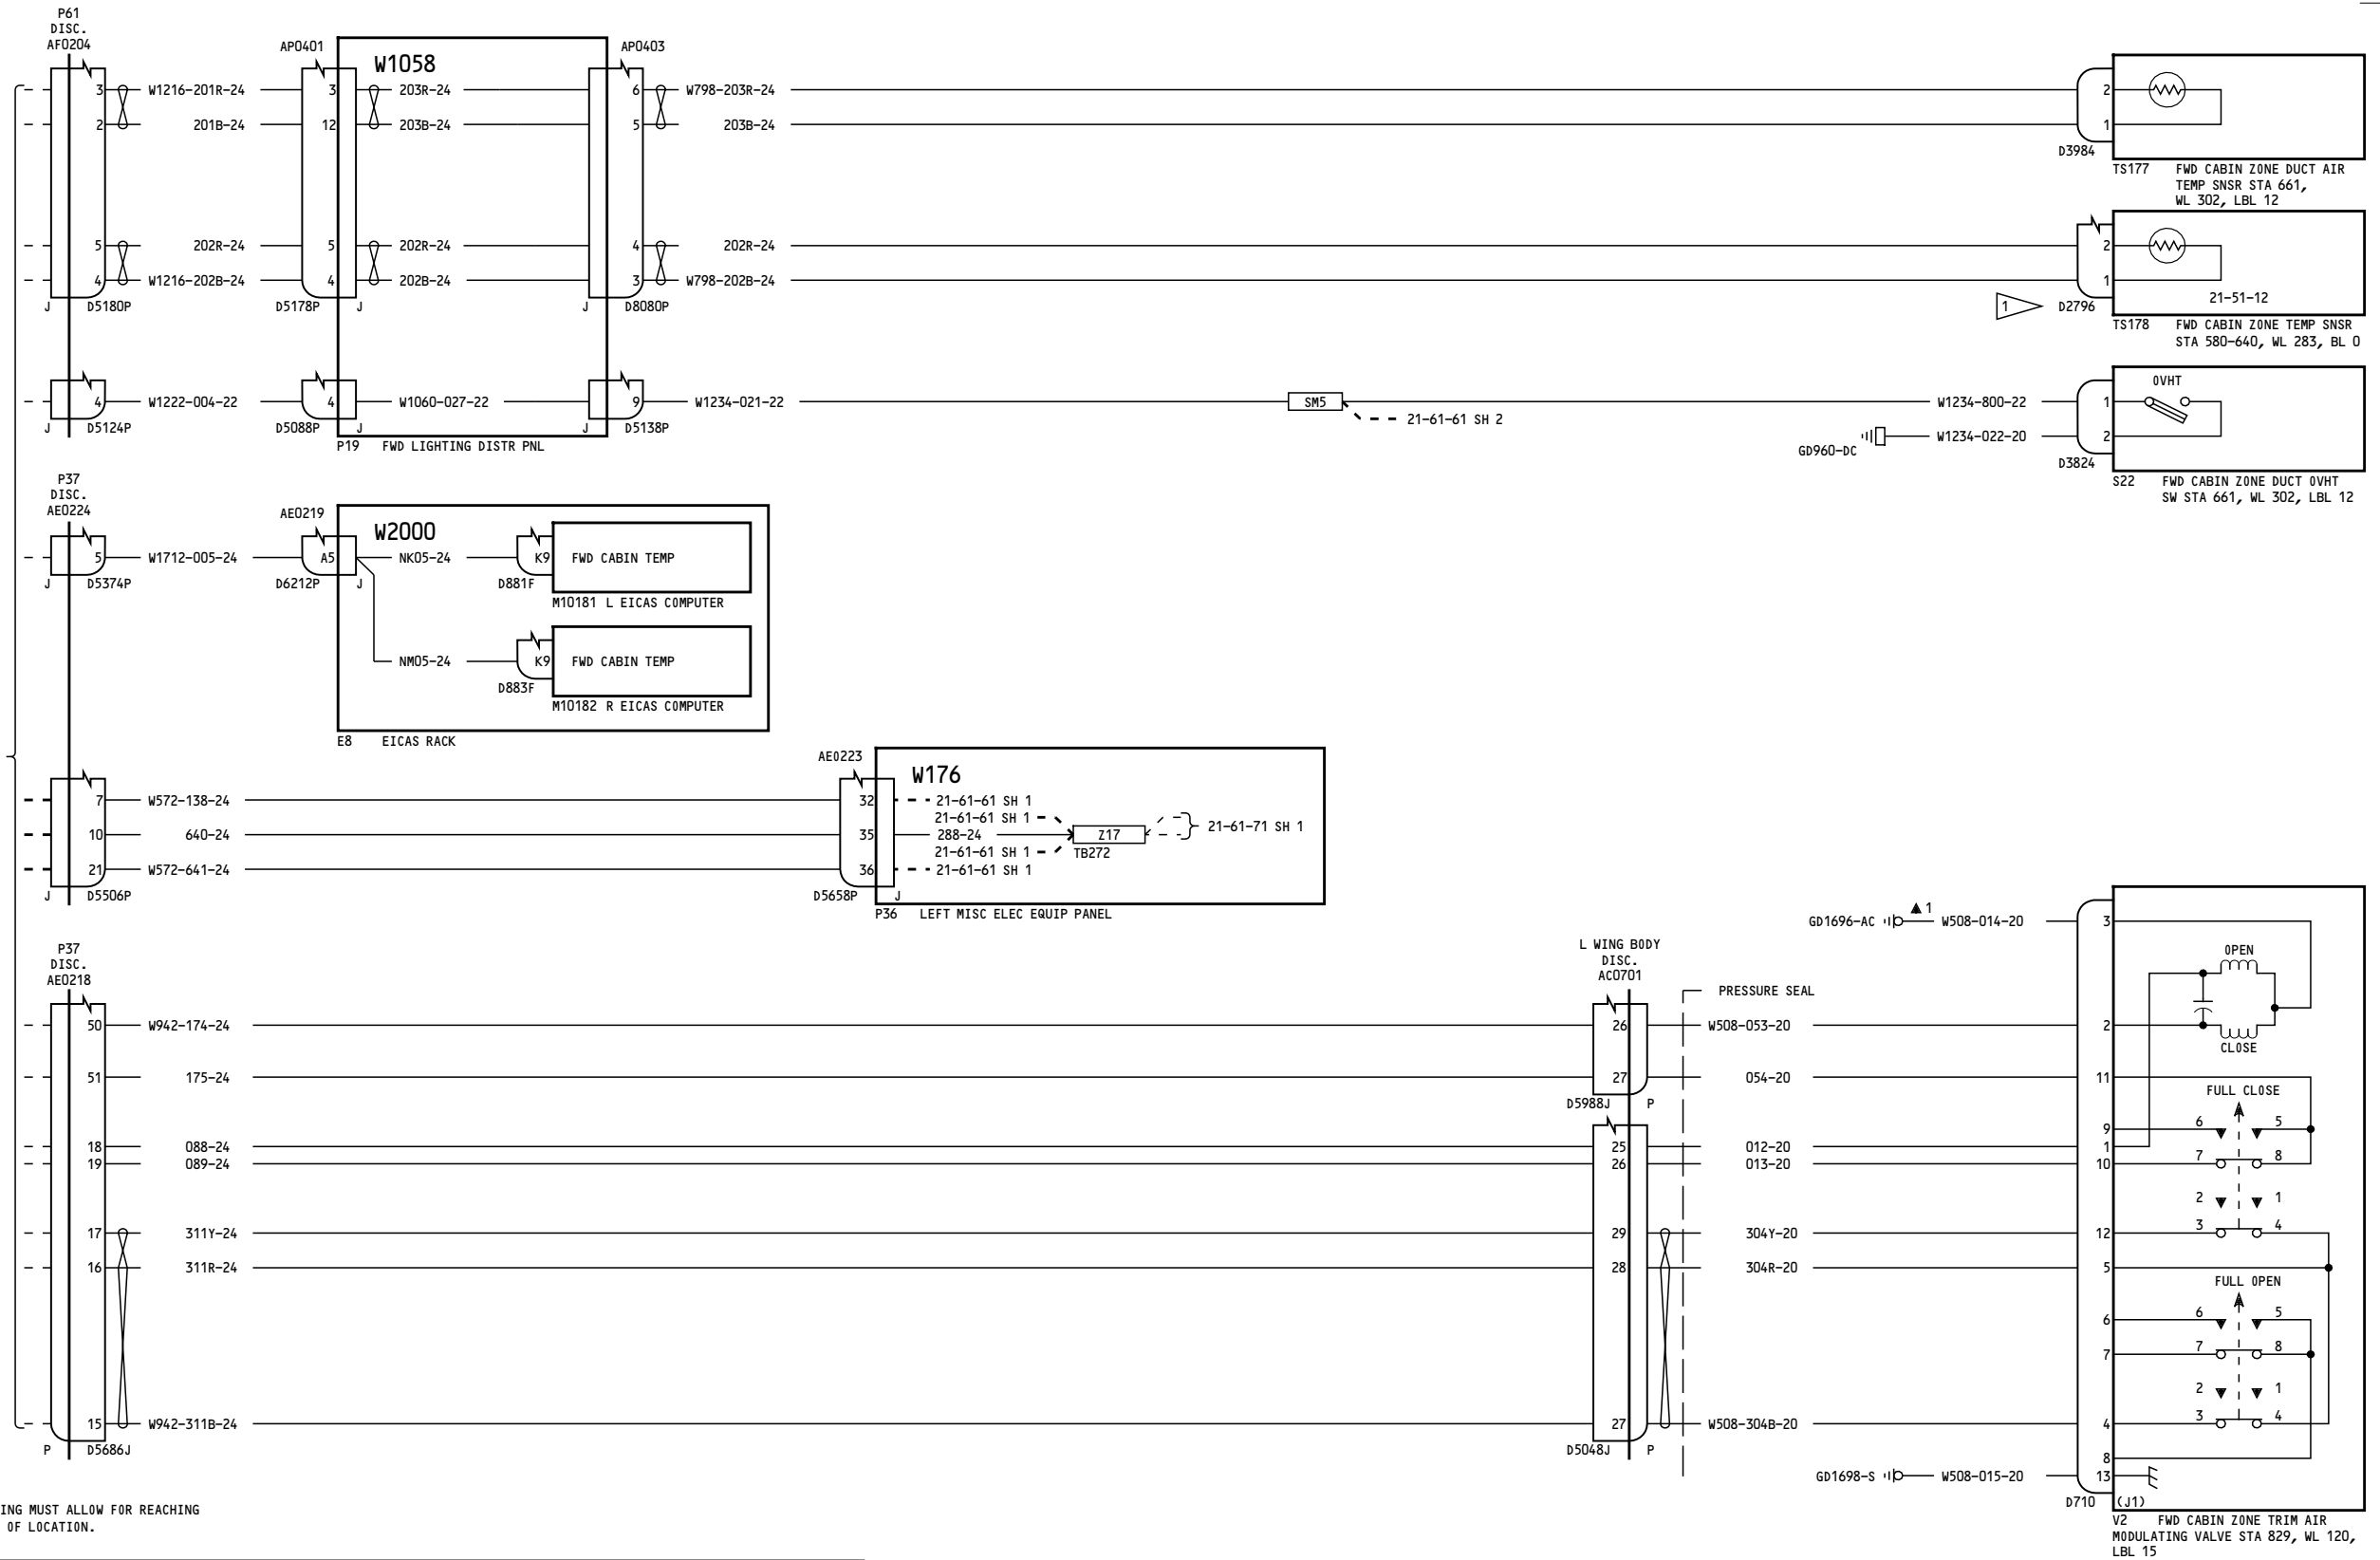 P61
DISC.
AF0204
AP0401
W1058
AP0403
3 W1216-201R-24 3 203R-24 6 W798-203R-24 2
2 201B-24 12 203B-24 5 203B-24 1
D3984
TS177 FWD CABIN ZONE DUCT AIR
TEMP SNSR STA 661,
WL 302, LBL 12
5 202R-24 5 202R-24 4 202R-24 2
4 W1216-202B-24 4 202B-24 3 W798-202B-24 1
21-51-12
J D5180P D5178P J J D8080P 1 D2796
TS178 FWD CABIN ZONE TEMP SNSR
STA 580-640, WL 283, BL 0
OVHT
4 W1222-004-22 4 W1060-027-22 9 W1234-021-22 SM5 W1234-800-22 1
21-61-61 SH 2
J D5124P D5088P J J D5138P
GD960-DC W1234-022-20 2
D3824
P19 FWD LIGHTING DISTR PNL
S22 FWD CABIN ZONE DUCT OVHT
SW STA 661, WL 302, LBL 12
P37
DISC.
AE0224
AE0219
W2000
5 W1712-005-24 A5 NK05-24 K9 FWD CABIN TEMP
J D5374P D6212P J D881F
M10181 L EICAS COMPUTER
NM05-24 K9 FWD CABIN TEMP
D883F
M10182 R EICAS COMPUTER
E8 EICAS RACK
AE0223
W176
7 W572-138-24 32 21-61-61 SH 1
21-61-61 SH 1
10 640-24 35 288-24 Z17 21-61-71 SH 1
21-61-61 SH 1 TB272
21 W572-641-24 36 21-61-61 SH 1
J D5506P D5658P J
P36 LEFT MISC ELEC EQUIP PANEL
1
GD1696-AC W508-014-20 3
P37
DISC.
AE0218
L WING BODY
DISC.
AC0701
OPEN
PRESSURE SEAL
50 W942-174-24 26 W508-053-20 2
CLOSE
51 175-24 27 054-20 11
D5988J P
FULL CLOSE
9 6 5
18 088-24 25 012-20 1
19 089-24 26 013-20 10 7 8
2 1
17 311Y-24 29 304Y-20 12 3 4
16 311R-24 28 304R-20 5
FULL OPEN
6 6 5
7 7 8
2 1
15 W942-311B-24 27 W508-304B-20 4 3 4
P D5686J D5048J P
8
GD1698-S W508-015-20 13
D710 (J1)
V2 FWD CABIN ZONE TRIM AIR
MODULATING VALVE STA 829, WL 120,
LBL 15
ING MUST ALLOW FOR REACHING
OF LOCATION.